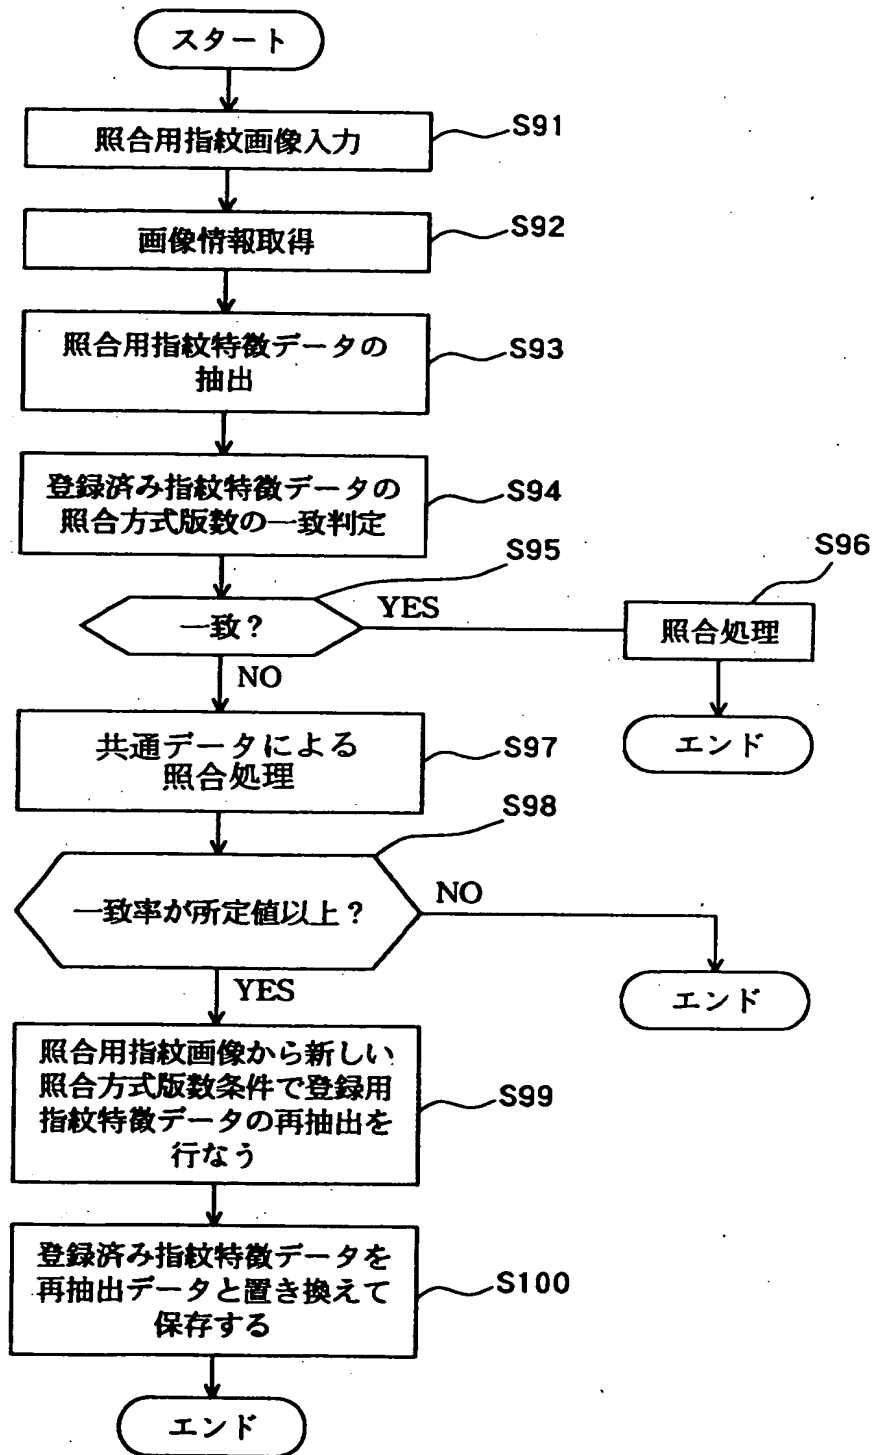 スタート
照合用指紋画像入力
S91
画像情報取得
S92
照合用指紋特徴データの
抽出
S93
登録済み指紋特徴データの
照合方式版数の一致判定
S94
S95
一致？
YES
S96
照合処理
エンド
NO
共通データによる
照合処理
S97
S98
一致率が所定値以上？
NO
エンド
YES
照合用指紋画像から新しい
照合方式版数条件で登録用
指紋特徴データの再抽出を
行なう
S99
登録済み指紋特徴データを
再抽出データと置き換えて
保存する
S100
エンド